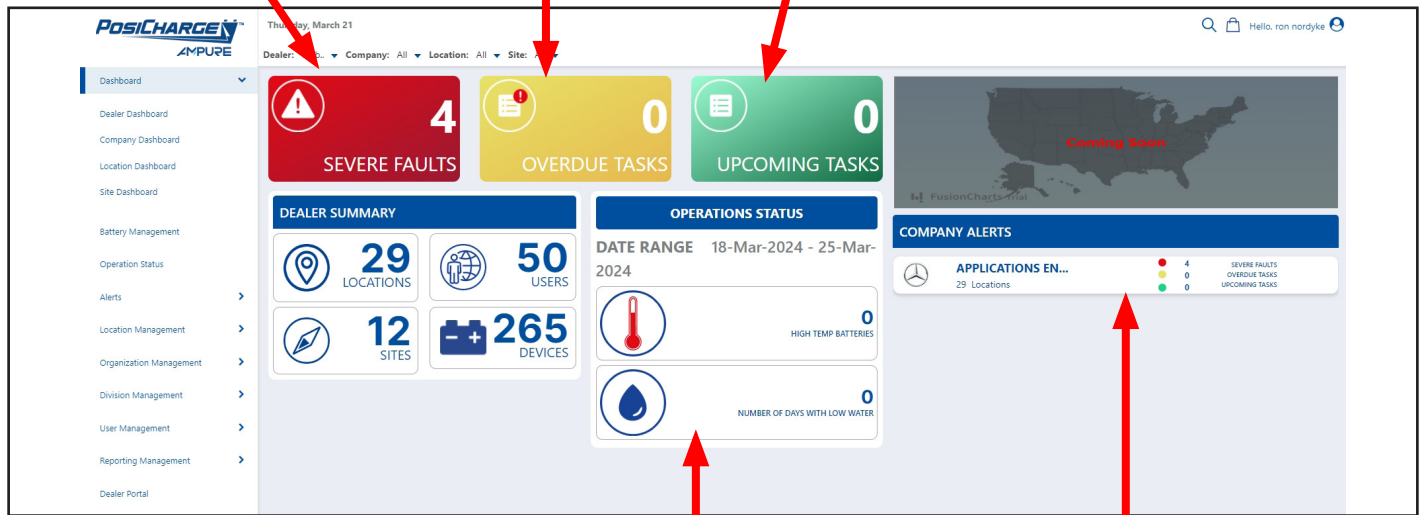 POSICHARGE™
AMPURE
Thursday, March 21
Hello, ron nordyke
Dealer: Company: All Location: All Site:
Dashboard
Dealer Dashboard
Company Dashboard
Location Dashboard
Site Dashboard
Battery Management
Operation Status
Alerts
Location Management
Organization Management
Division Management
User Management
Reporting Management
Dealer Portal
4
SEVERE FAULTS
0
OVERDUE TASKS
0
UPCOMING TASKS
DEALER SUMMARY
29
LOCATIONS
50
USERS
12
SITES
265
DEVICES
OPERATIONS STATUS
DATE RANGE 18-Mar-2024 - 25-Mar-
2024
0
HIGH TEMP BATTERIES
0
NUMBER OF DAYS WITH LOW WATER
Coming Soon
FusionCharts Trial
COMPANY ALERTS
APPLICATIONS EN...
29 Locations
4 SEVERE FAULTS
0 OVERDUE TASKS
0 UPCOMING TASKS